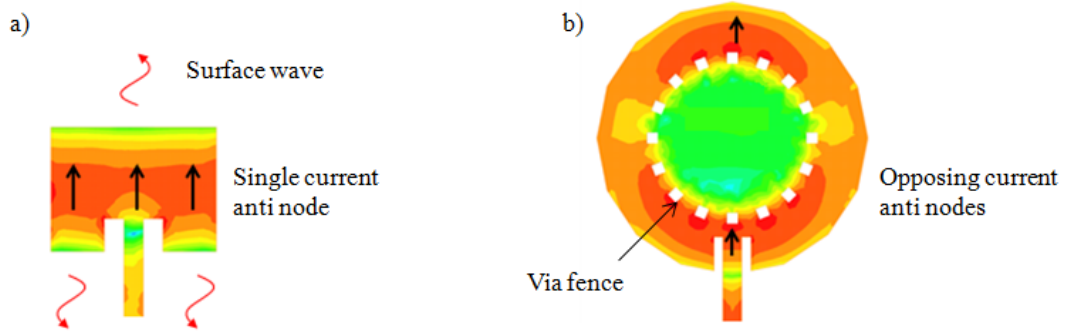 a)
Surface wave
Single current
anti node
b)
Opposing current
anti nodes
Via fence